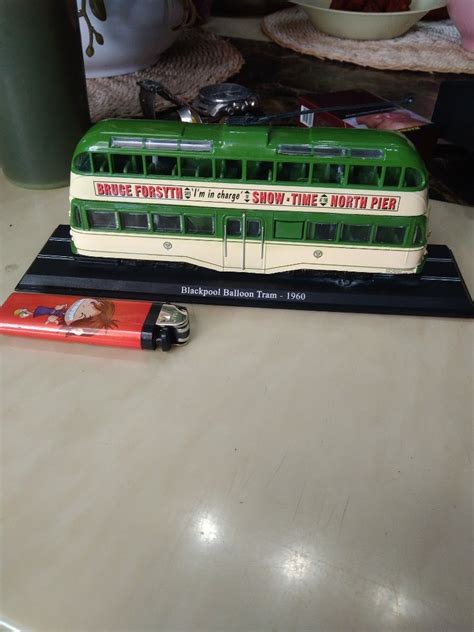 BRUCE FORSYTH 'I'm in charge' SHOW-TIME NORTH PIER
Blackpool Balloon Tram - 1960